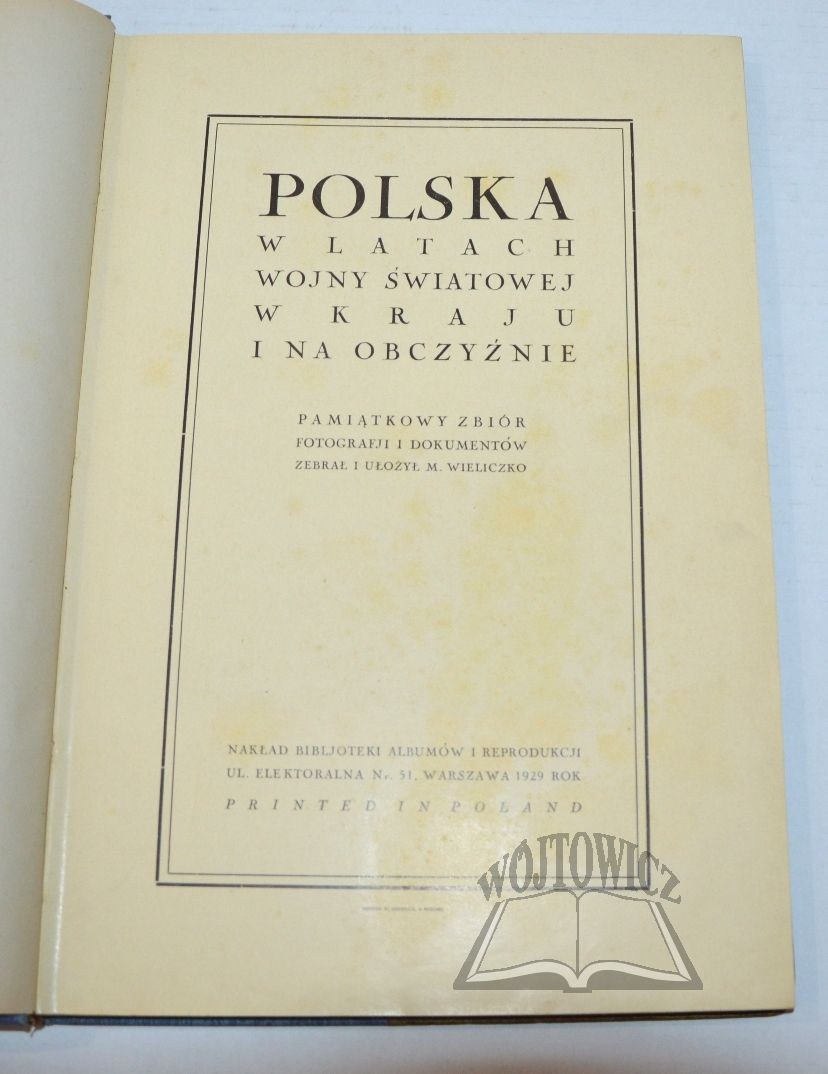 POLSKA
W LATACH
WOJNY ŚWIATOWEJ
W KRAJU
I NA OBCZYŹNIE
PAMIĄTKOWY ZBIÓR
FOTOGRAFJI I DOKUMENTÓW
ZEBRAŁ I UŁOŻYŁ M. WIELICZKO
NAKŁAD BIBLJOTEKI ALBUMÓW I REPRODUKCJI
UL. ELEKTORALNA Nr. 51, WARSZAWA 1929 ROK
PRINTED IN POLAND
WÓJTOWICZ